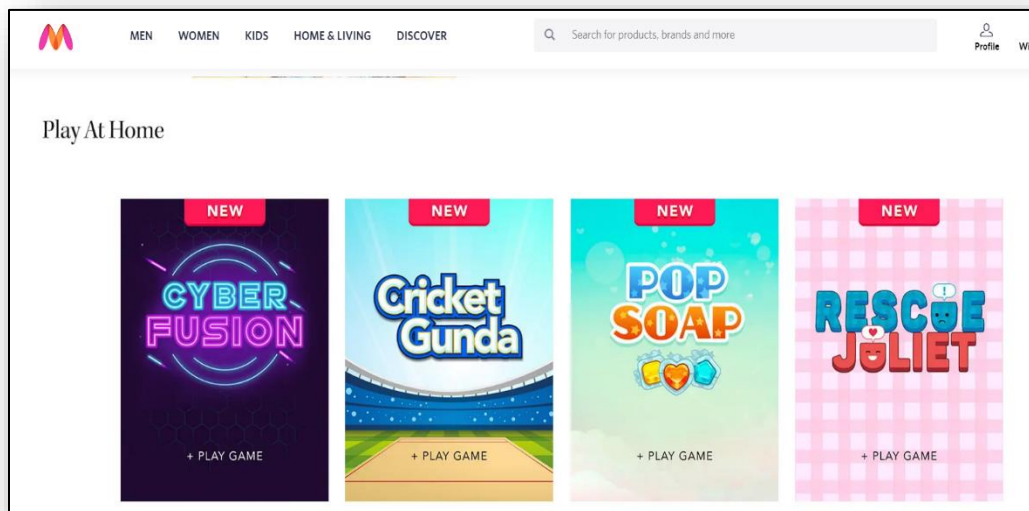 MEN WOMEN KIDS HOME & LIVING DISCOVER Search for products, brands and more
Profile
Play At Home
NEW NEW NEW NEW
CYBER
FUSION
Cricket
Gunda
POP
SOAP
RESCUE
JULIET
+ PLAY GAME + PLAY GAME + PLAY GAME + PLAY GAME